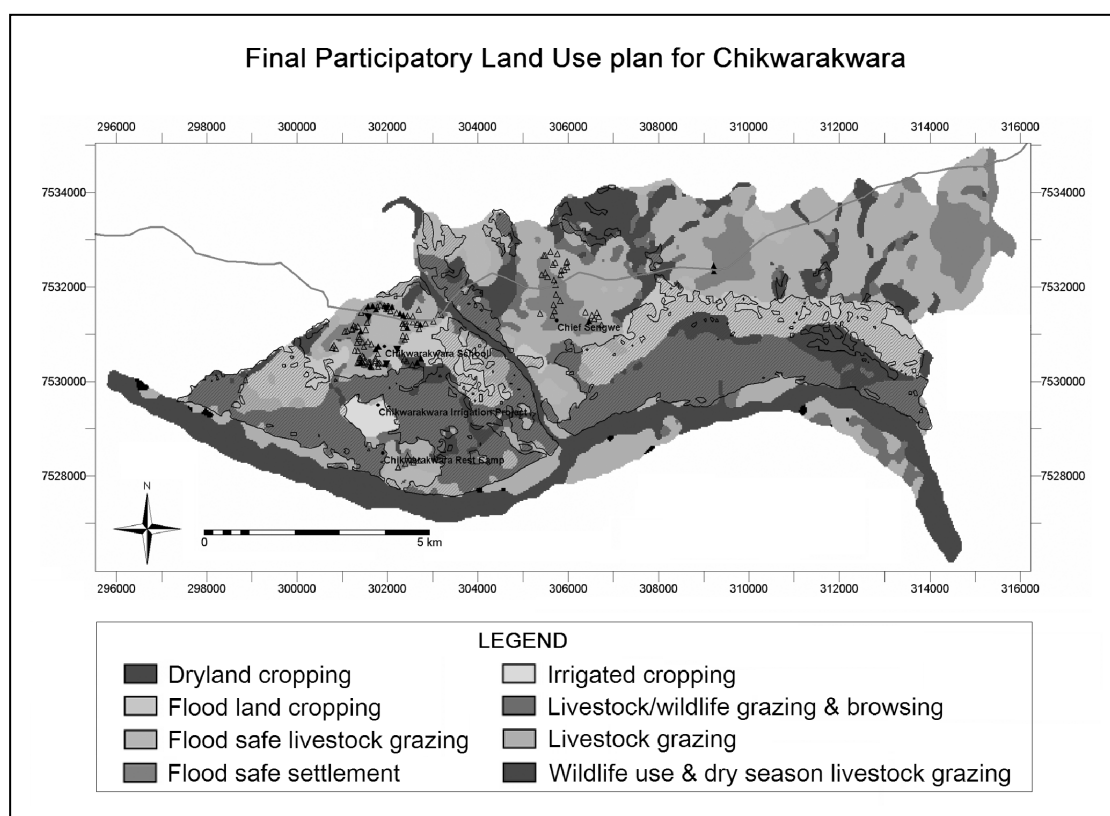 Final Participatory Land Use plan for Chikwarakwara
296000 298000 300000 302000 304000 306000 308000 310000 312000 314000 316000
7534000 7534000
7532000 7532000
Chief Sengwe
Chikwarakwara School
7530000 7530000
Chikwarakwara Irrigation Project
Chikwarakwara Rest Camp
7528000 7528000
N
0 5 km
296000 298000 300000 302000 304000 306000 308000 310000 312000 314000 316000
LEGEND
Dryland cropping
Flood land cropping
Flood safe livestock grazing
Flood safe settlement
Irrigated cropping
Livestock/wildlife grazing & browsing
Livestock grazing
Wildlife use & dry season livestock grazing